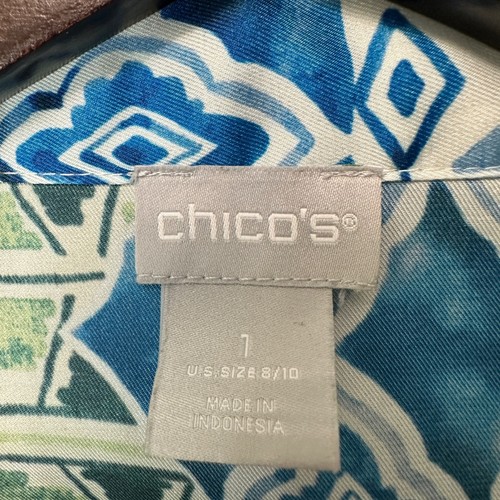 chico's®
1
U.S. SIZE 8/10
MADE IN
INDONESIA